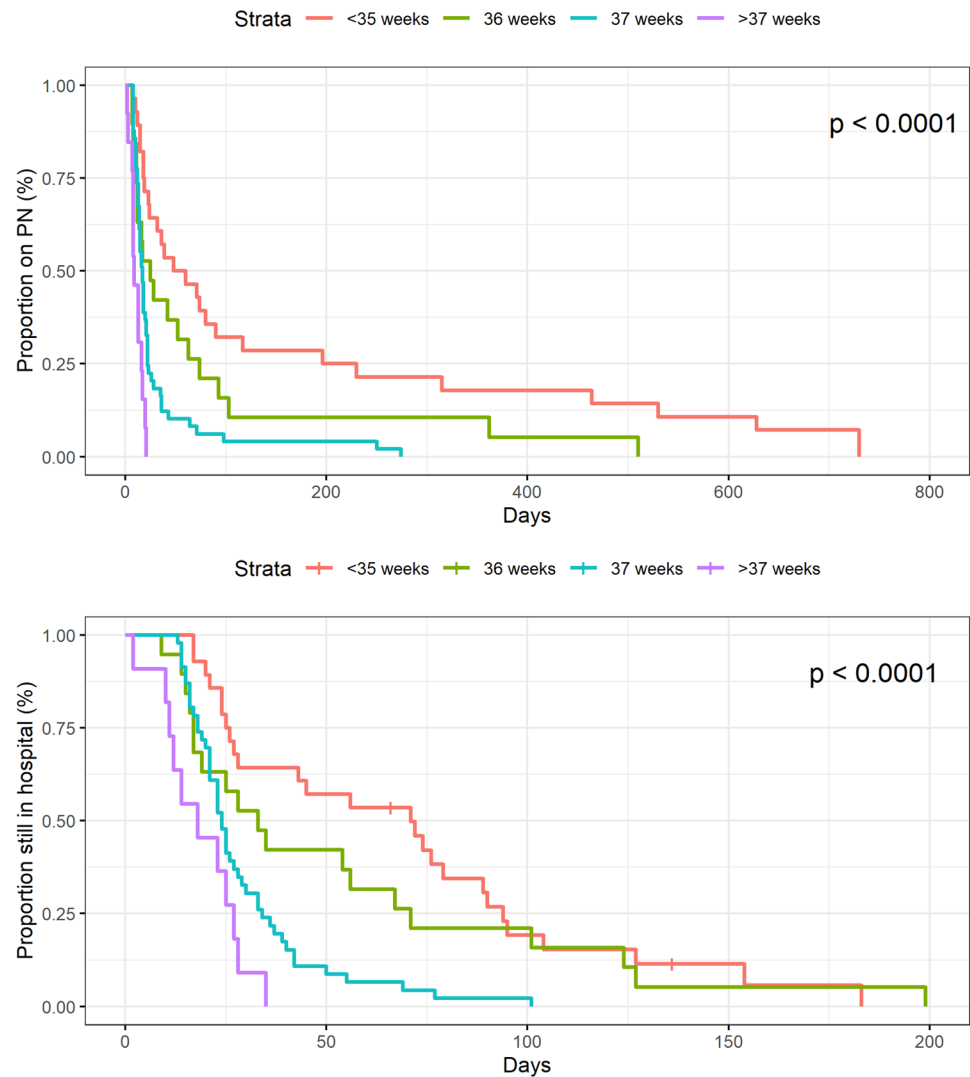 Strata <35 weeks 36 weeks 37 weeks >37 weeks
Proportion on PN (%)
1.00
0.75
0.50
0.25
0.00
p < 0.0001
0 200 400 600 800
Days
Strata <35 weeks 36 weeks 37 weeks >37 weeks
Proportion still in hospital (%)
1.00
0.75
0.50
0.25
0.00
p < 0.0001
0 50 100 150 200
Days